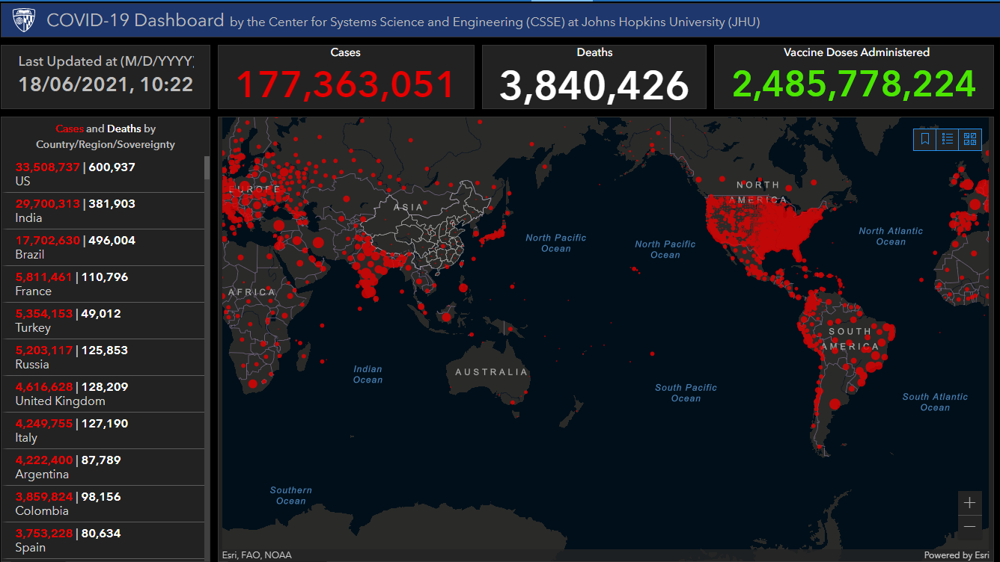 COVID-19 Dashboard by the Center for Systems Science and Engineering (CSSE) at Johns Hopkins University (JHU)
Last Updated at (M/D/YYYY)
18/06/2021, 10:22
Cases
177,363,051
Deaths
3,840,426
Vaccine Doses Administered
2,485,778,224
Cases and Deaths by
Country/Region/Sovereignty
33,508,737 | 600,937
US
29,700,313 | 381,903
India
17,702,630 | 496,004
Brazil
5,811,461 | 110,796
France
5,354,153 | 49,012
Turkey
5,203,117 | 125,853
Russia
4,616,628 | 128,209
United Kingdom
4,249,755 | 127,190
Italy
4,222,400 | 87,789
Argentina
3,859,824 | 98,156
Colombia
3,753,228 | 80,634
Spain
EUROPE
ASIA
NORTH
AMERICA
North Pacific
Ocean
North Pacific
Ocean
North Atlantic
Ocean
AFRICA
SOUTH
AMERICA
Indian
Ocean
AUSTRALIA
South Pacific
Ocean
South Atlantic
Ocean
Southern
Ocean
+
−
Esri, FAO, NOAA
Powered by Esri